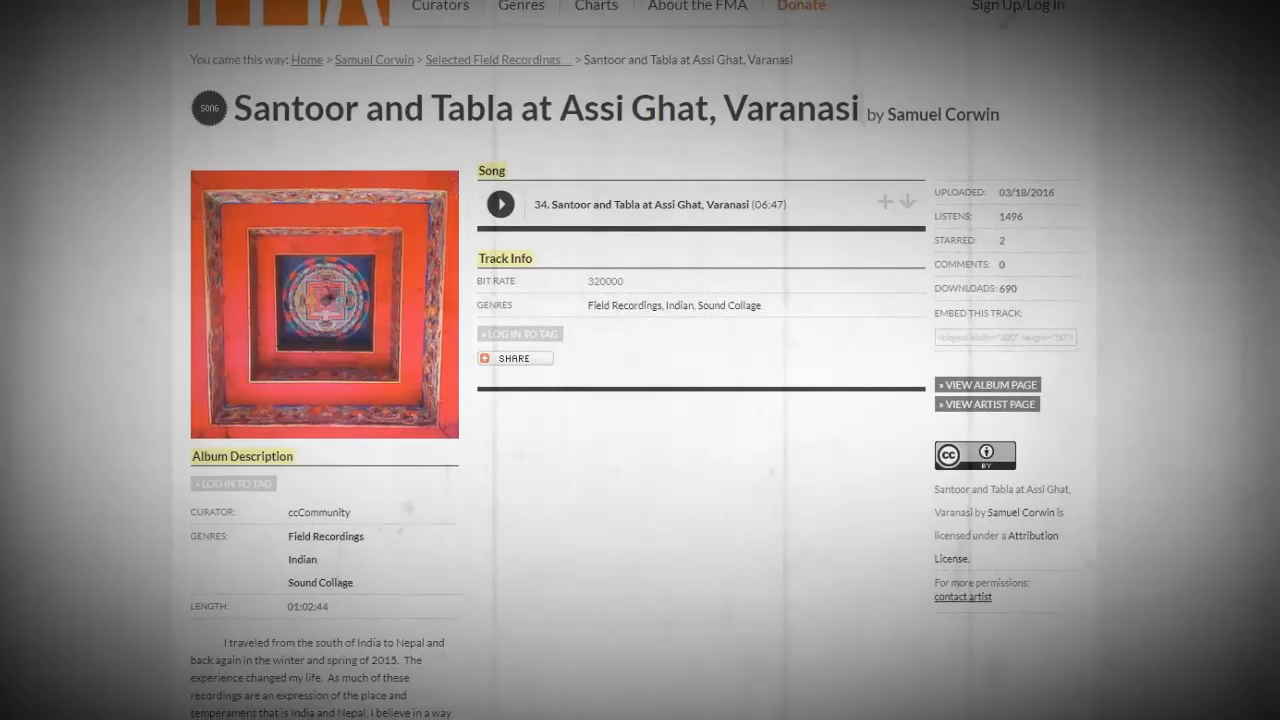 Curators Genres Charts About the FMA Donate Sign Up/Log In
You came this way: Home > Samuel Corwin > Selected Field Recordings ... > Santoor and Tabla at Assi Ghat, Varanasi
SONG Santoor and Tabla at Assi Ghat, Varanasi by Samuel Corwin
Song
34. Santoor and Tabla at Assi Ghat, Varanasi (06:47)
Track Info
BIT RATE 320000
GENRES Field Recordings, Indian, Sound Collage
» LOG IN TO TAG
SHARE
UPLOADED: 03/18/2016
LISTENS: 1496
STARRED: 2
COMMENTS: 0
DOWNLOADS: 690
EMBED THIS TRACK:
<object width="300" height="50">
» VIEW ALBUM PAGE
» VIEW ARTIST PAGE
cc BY
Santoor and Tabla at Assi Ghat,
Varanasi by Samuel Corwin is
licensed under a Attribution
License.
For more permissions:
contact artist
Album Description
» LOG IN TO TAG
CURATOR: ccCommunity
GENRES: Field Recordings
Indian
Sound Collage
LENGTH: 01:02:44
I traveled from the south of India to Nepal and
back again in the winter and spring of 2015. The
experience changed my life. As much of these
recordings are an expression of the place and
temperament that is India and Nepal, I believe in a way